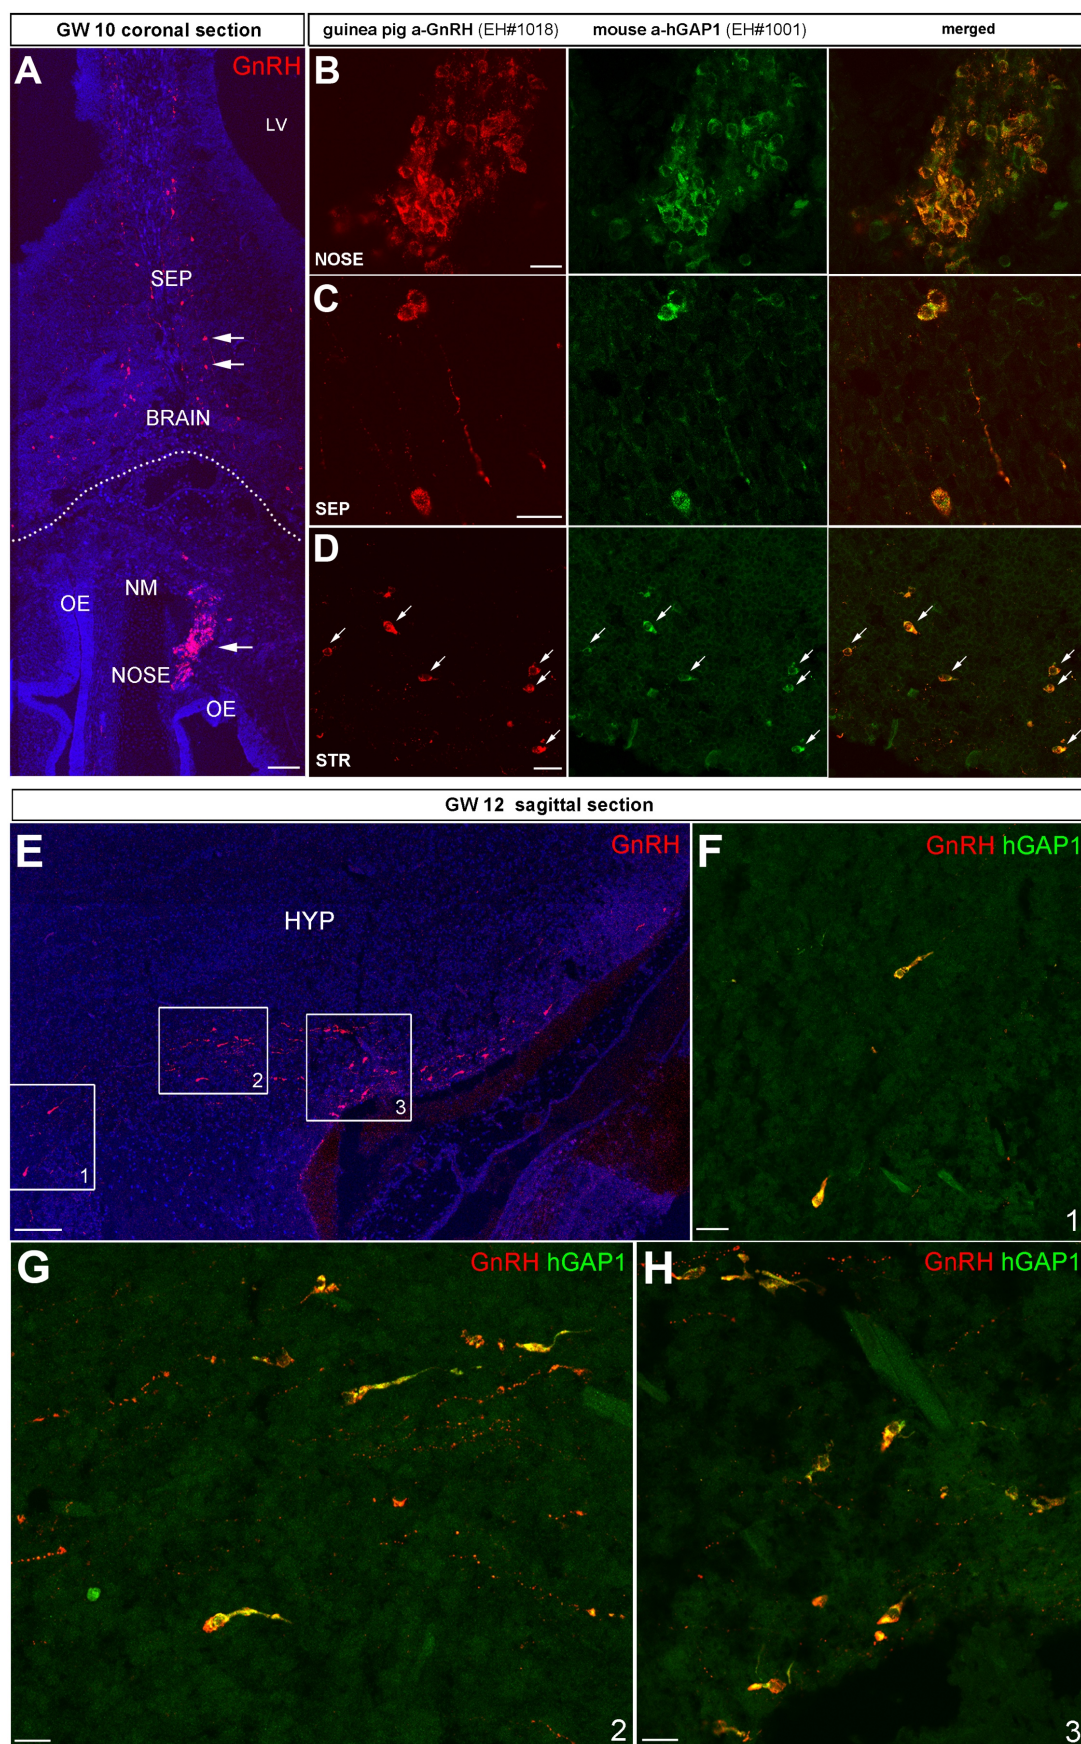 GW 10 coronal section
guinea pig a-GnRH (EH#1018)
mouse a-hGAP1 (EH#1001)
merged
A
GnRH
LV
SEP
BRAIN
NM
OE
NOSE
OE
B
NOSE
C
SEP
D
STR
GW 12 sagittal section
E
GnRH
HYP
1
2
3
F
GnRH hGAP1
1
G
GnRH hGAP1
2
H
GnRH hGAP1
3